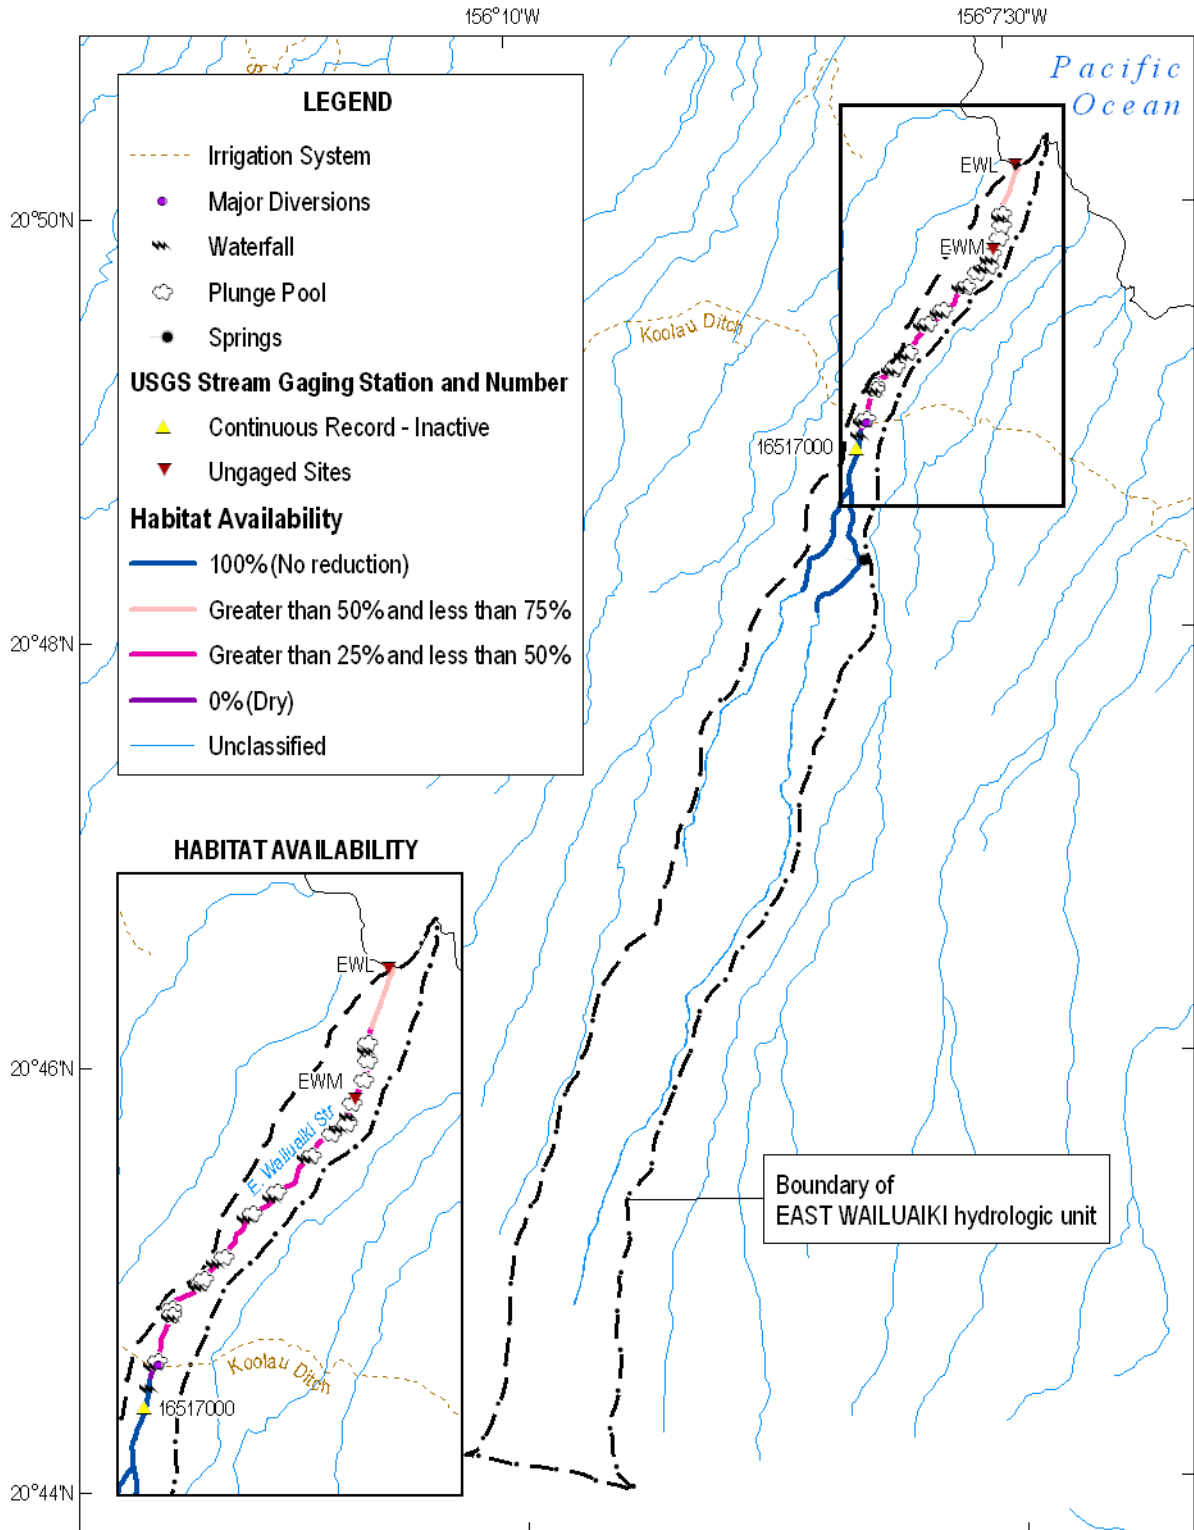 156°10'W
156°7'30"W
Pacific
Ocean
LEGEND
Irrigation System
Major Diversions
Waterfall
Plunge Pool
Springs
USGS Stream Gaging Station and Number
Continuous Record - Inactive
Ungaged Sites
Habitat Availability
100% (No reduction)
Greater than 50% and less than 75%
Greater than 25% and less than 50%
0% (Dry)
Unclassified
20°50'N
20°48'N
20°46'N
20°44'N
EWL
EWM
Koolau Ditch
16517000
HABITAT AVAILABILITY
EWL
EWM
E. Wailuaiki Str
Koolau Ditch
16517000
Boundary of
EAST WAILUAIKI hydrologic unit